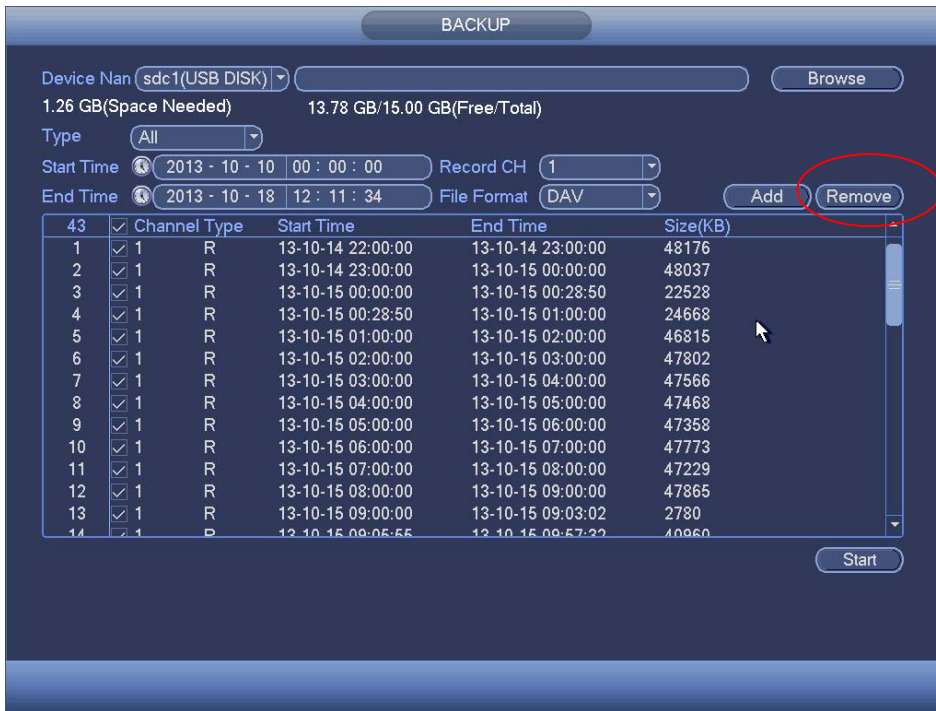 BACKUP
Device Nan sdc1(USB DISK) Browse
1.26 GB(Space Needed) 13.78 GB/15.00 GB(Free/Total)
Type All
Start Time 2013 - 10 - 10 00 : 00 : 00 Record CH 1
End Time 2013 - 10 - 18 12 : 11 : 34 File Format DAV Add Remove
43 Channel Type Start Time End Time Size(KB)
1 1 R 13-10-14 22:00:00 13-10-14 23:00:00 48176
2 1 R 13-10-14 23:00:00 13-10-15 00:00:00 48037
3 1 R 13-10-15 00:00:00 13-10-15 00:28:50 22528
4 1 R 13-10-15 00:28:50 13-10-15 01:00:00 24668
5 1 R 13-10-15 01:00:00 13-10-15 02:00:00 46815
6 1 R 13-10-15 02:00:00 13-10-15 03:00:00 47802
7 1 R 13-10-15 03:00:00 13-10-15 04:00:00 47566
8 1 R 13-10-15 04:00:00 13-10-15 05:00:00 47468
9 1 R 13-10-15 05:00:00 13-10-15 06:00:00 47358
10 1 R 13-10-15 06:00:00 13-10-15 07:00:00 47773
11 1 R 13-10-15 07:00:00 13-10-15 08:00:00 47229
12 1 R 13-10-15 08:00:00 13-10-15 09:00:00 47865
13 1 R 13-10-15 09:00:00 13-10-15 09:03:02 2780
14 1 R 40960
Start